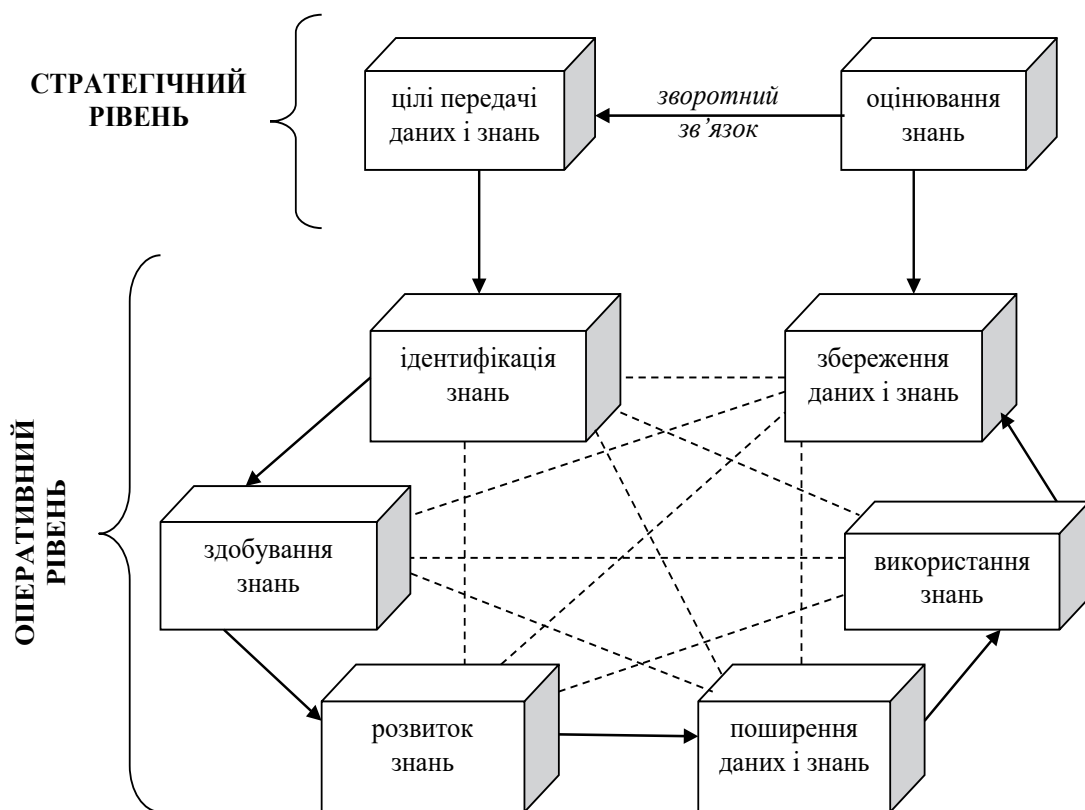 СТРАТЕГІЧНИЙ
РІВЕНЬ
цілі передачі
даних і знань
зворотний
зв’язок
оцінювання
знань
ОПЕРАТИВНИЙ
РІВЕНЬ
ідентифікація
знань
збереження
даних і знань
здобування
знань
використання
знань
розвиток
знань
поширення
даних і знань